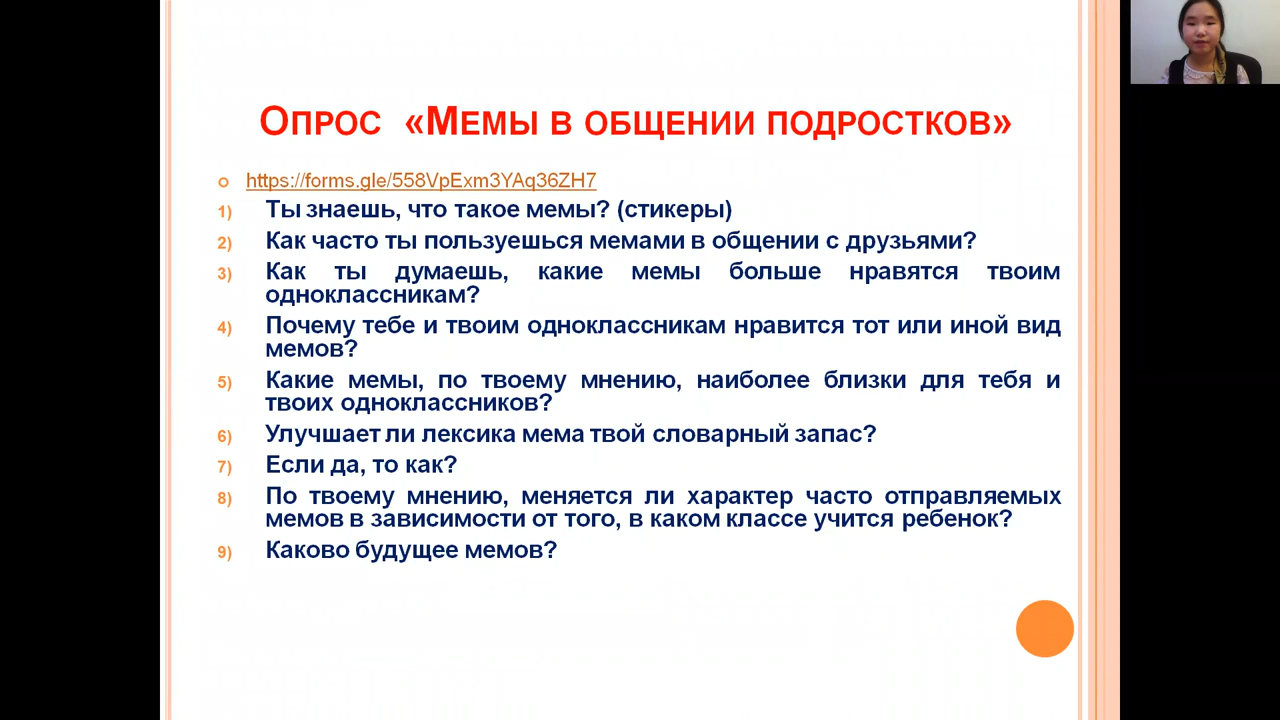 Опрос «Мемы в общении подростков»
https://forms.gle/558VpExm3YAq36ZH7
1) Ты знаешь, что такое мемы? (стикеры)
2) Как часто ты пользуешься мемами в общении с друзьями?
3) Как ты думаешь, какие мемы больше нравятся твоим
одноклассникам?
4) Почему тебе и твоим одноклассникам нравится тот или иной вид
мемов?
5) Какие мемы, по твоему мнению, наиболее близки для тебя и
твоих одноклассников?
6) Улучшает ли лексика мема твой словарный запас?
7) Если да, то как?
8) По твоему мнению, меняется ли характер часто отправляемых
мемов в зависимости от того, в каком классе учится ребенок?
9) Каково будущее мемов?